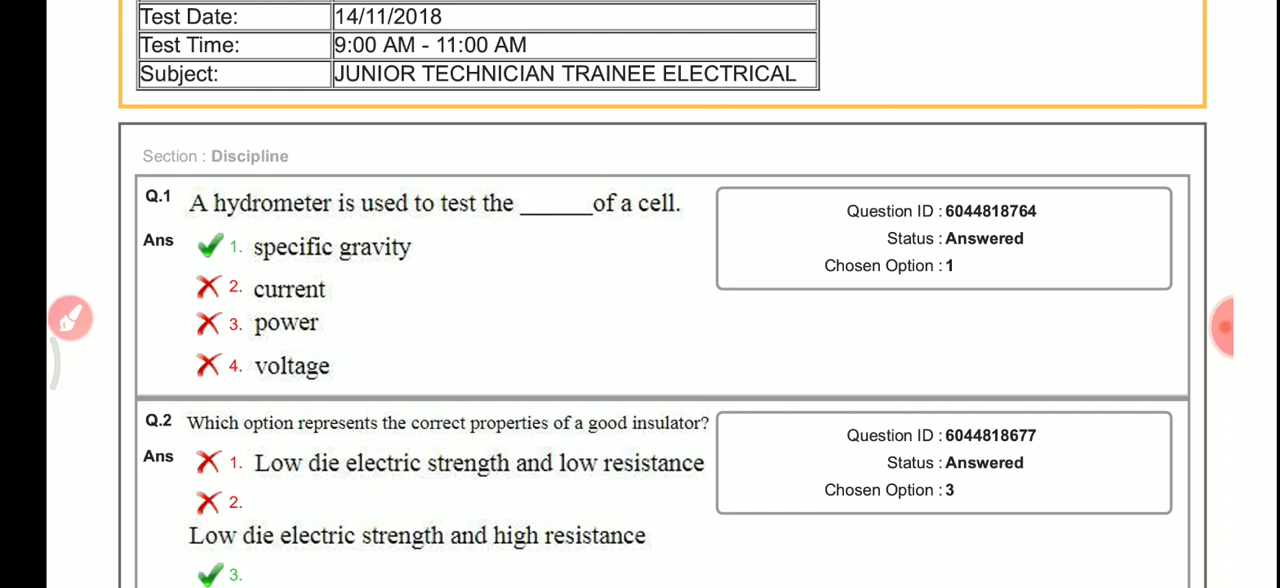 Test Date: 14/11/2018
Test Time: 9:00 AM - 11:00 AM
Subject: JUNIOR TECHNICIAN TRAINEE ELECTRICAL
Section : Discipline
Q.1 A hydrometer is used to test the ______of a cell.
Ans 1. specific gravity
2. current
3. power
4. voltage
Question ID : 6044818764
Status : Answered
Chosen Option : 1
Q.2 Which option represents the correct properties of a good insulator?
Ans 1. Low die electric strength and low resistance
2.
Low die electric strength and high resistance
3.
Question ID : 6044818677
Status : Answered
Chosen Option : 3